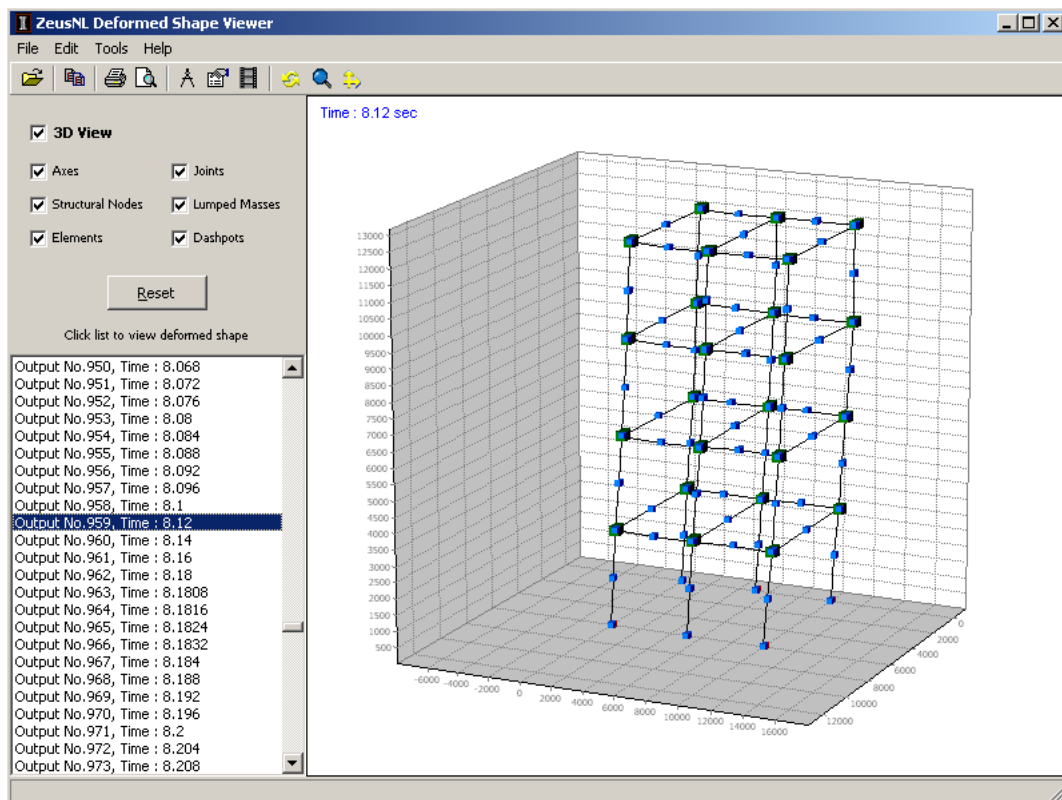 ZeusNL Deformed Shape Viewer
File Edit Tools Help
3D View
Axes Joints
Structural Nodes Lumped Masses
Elements Dashpots
Reset
Click list to view deformed shape
Output No.950, Time : 8.068
Output No.951, Time : 8.072
Output No.952, Time : 8.076
Output No.953, Time : 8.08
Output No.954, Time : 8.084
Output No.955, Time : 8.088
Output No.956, Time : 8.092
Output No.957, Time : 8.096
Output No.958, Time : 8.1
Output No.959, Time : 8.12
Output No.960, Time : 8.14
Output No.961, Time : 8.16
Output No.962, Time : 8.18
Output No.963, Time : 8.1808
Output No.964, Time : 8.1816
Output No.965, Time : 8.1824
Output No.966, Time : 8.1832
Output No.967, Time : 8.184
Output No.968, Time : 8.188
Output No.969, Time : 8.192
Output No.970, Time : 8.196
Output No.971, Time : 8.2
Output No.972, Time : 8.204
Output No.973, Time : 8.208
Time : 8.12 sec
13000
12500
12000
11500
11000
10500
10000
9500
9000
8500
8000
7500
7000
6500
6000
5500
5000
4500
4000
3500
3000
2500
2000
1500
1000
500
-6000 -4000 -2000 0 2000 4000 6000 8000 10000 12000 14000 16000
0
2000
4000
6000
8000
10000
12000